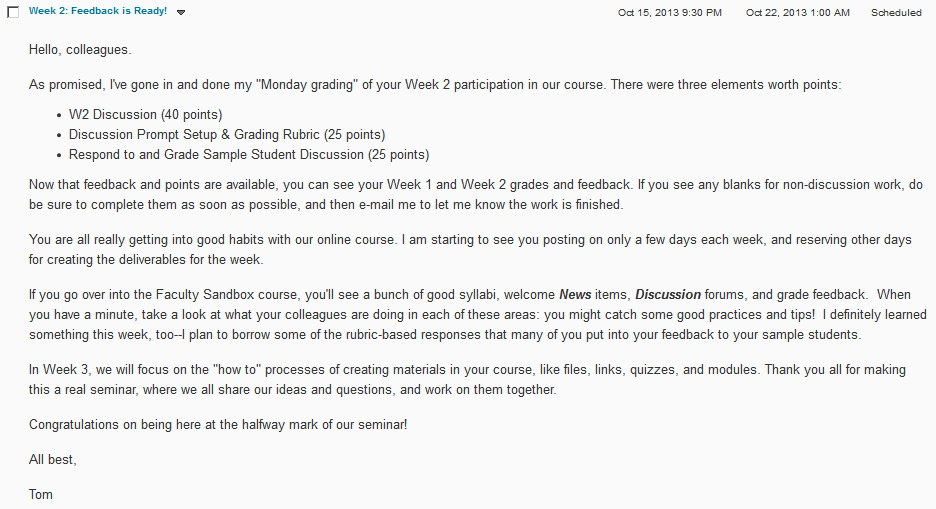 Week 2: Feedback is Ready! Oct 15, 2013 9:30 PM Oct 22, 2013 1:00 AM Scheduled
Hello, colleagues.
As promised, I've gone in and done my "Monday grading" of your Week 2 participation in our course. There were three elements worth points:
• W2 Discussion (40 points)
• Discussion Prompt Setup & Grading Rubric (25 points)
• Respond to and Grade Sample Student Discussion (25 points)
Now that feedback and points are available, you can see your Week 1 and Week 2 grades and feedback. If you see any blanks for non-discussion work, do
be sure to complete them as soon as possible, and then e-mail me to let me know the work is finished.
You are all really getting into good habits with our online course. I am starting to see you posting on only a few days each week, and reserving other days
for creating the deliverables for the week.
If you go over into the Faculty Sandbox course, you'll see a bunch of good syllabi, welcome News items, Discussion forums, and grade feedback.  When
you have a minute, take a look at what your colleagues are doing in each of these areas: you might catch some good practices and tips!  I definitely learned
something this week, too--I plan to borrow some of the rubric-based responses that many of you put into your feedback to your sample students.
In Week 3, we will focus on the "how to" processes of creating materials in your course, like files, links, quizzes, and modules. Thank you all for making
this a real seminar, where we all share our ideas and questions, and work on them together.
Congratulations on being here at the halfway mark of our seminar!
All best,
Tom